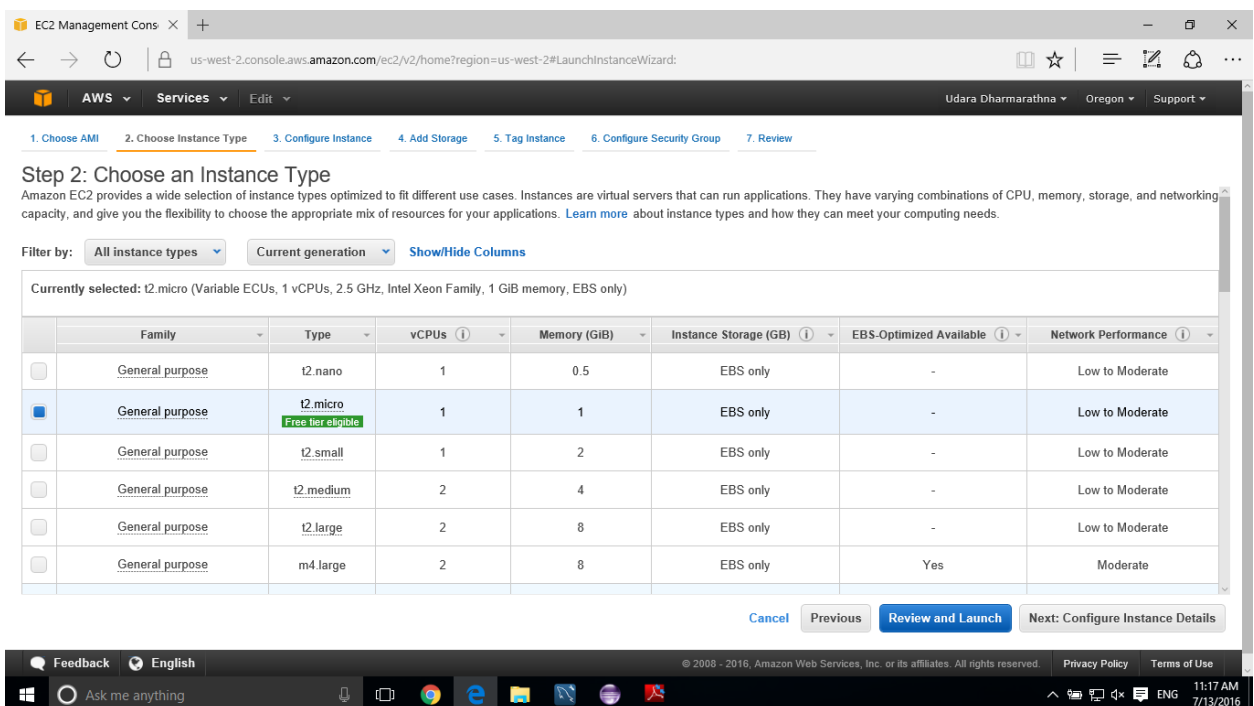 EC2 Management Cons
us-west-2.console.aws.amazon.com/ec2/v2/home?region=us-west-2#LaunchInstanceWizard:
AWS Services Edit Udara Dharmarathna Oregon Support
1. Choose AMI 2. Choose Instance Type 3. Configure Instance 4. Add Storage 5. Tag Instance 6. Configure Security Group 7. Review
Step 2: Choose an Instance Type
Amazon EC2 provides a wide selection of instance types optimized to fit different use cases. Instances are virtual servers that can run applications. They have varying combinations of CPU, memory, storage, and networking
capacity, and give you the flexibility to choose the appropriate mix of resources for your applications. Learn more about instance types and how they can meet your computing needs.
Filter by: All instance types Current generation Show/Hide Columns
Currently selected: t2.micro (Variable ECUs, 1 vCPUs, 2.5 GHz, Intel Xeon Family, 1 GiB memory, EBS only)
Family Type vCPUs Memory (GiB) Instance Storage (GB) EBS-Optimized Available Network Performance
General purpose t2.nano 1 0.5 EBS only - Low to Moderate
General purpose t2.micro 1 1 EBS only - Low to Moderate
Free tier eligible
General purpose t2.small 1 2 EBS only - Low to Moderate
General purpose t2.medium 2 4 EBS only - Low to Moderate
General purpose t2.large 2 8 EBS only - Low to Moderate
General purpose m4.large 2 8 EBS only Yes Moderate
Cancel Previous Review and Launch Next: Configure Instance Details
Feedback English © 2008 - 2016, Amazon Web Services, Inc. or its affiliates. All rights reserved. Privacy Policy Terms of Use
Ask me anything ENG 11:17 AM
7/13/2016